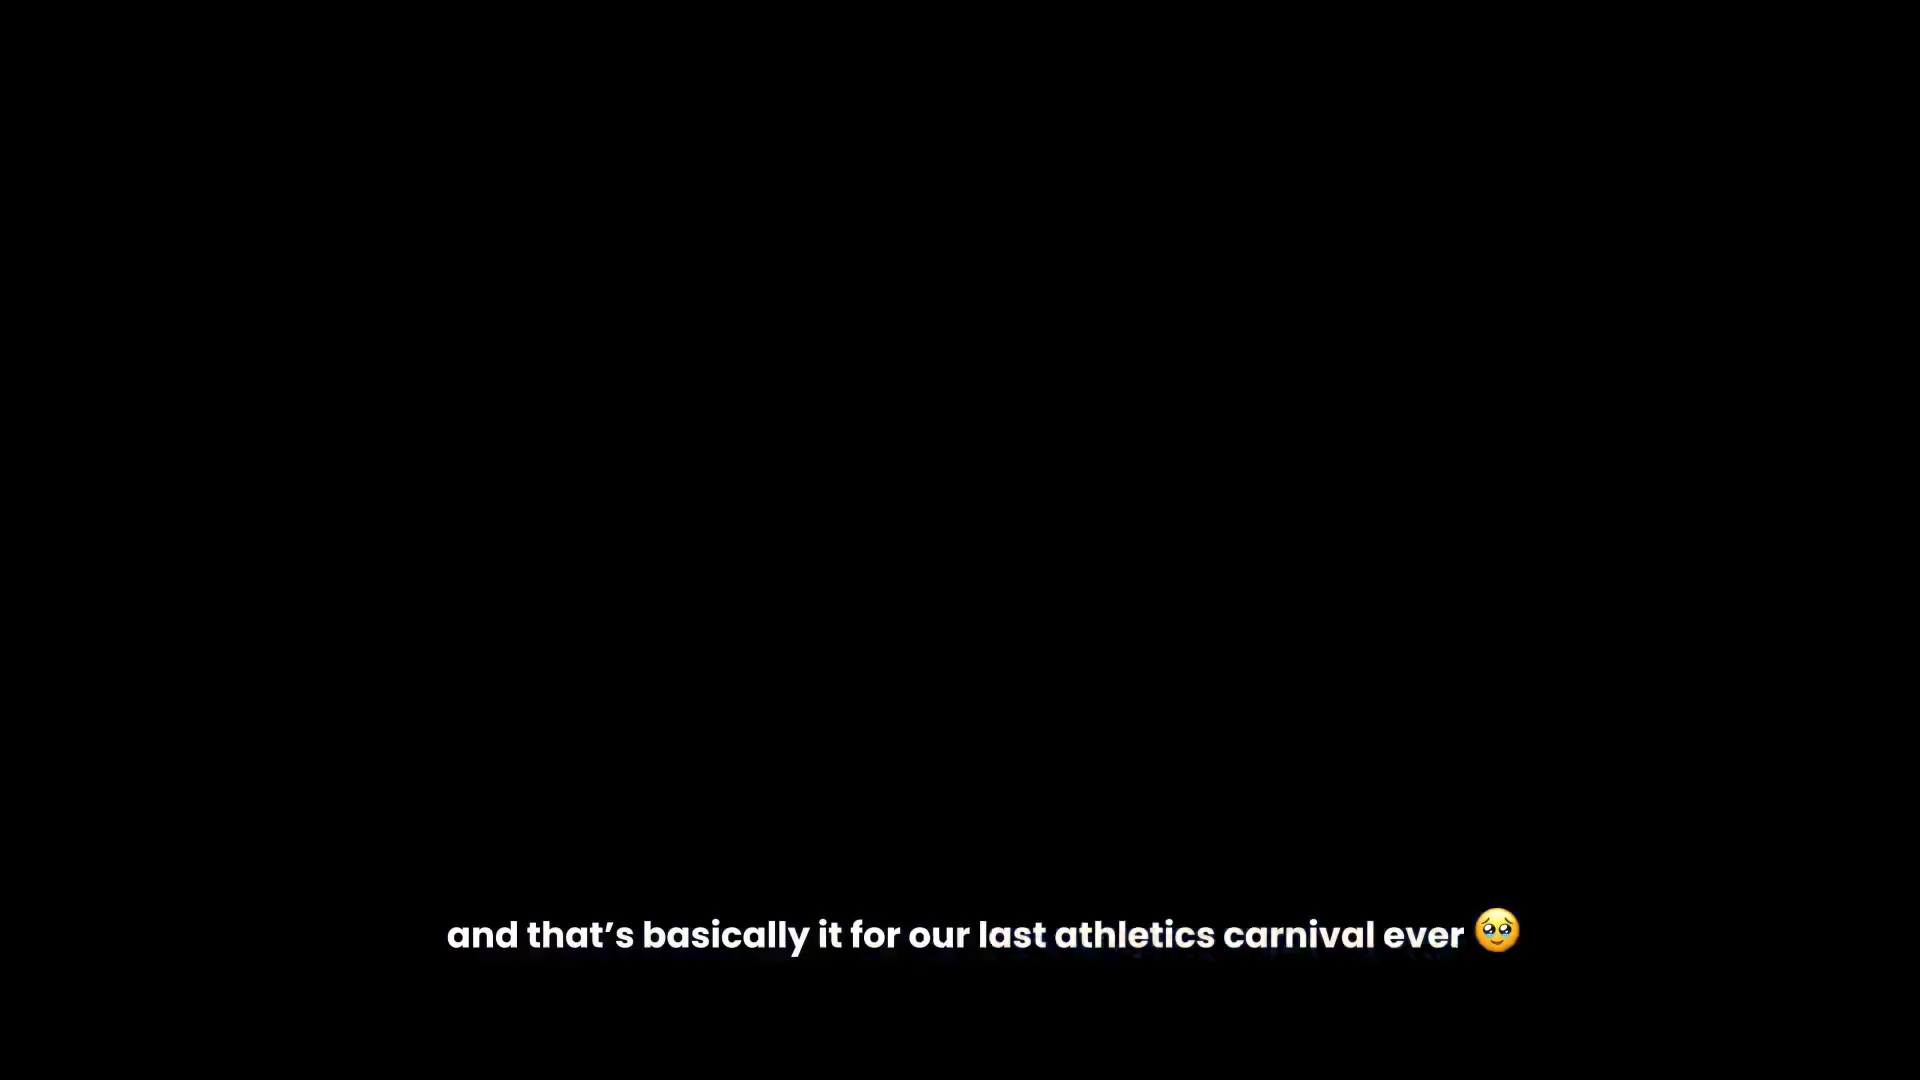 and that’s basically it for our last athletics carnival ever 🥹